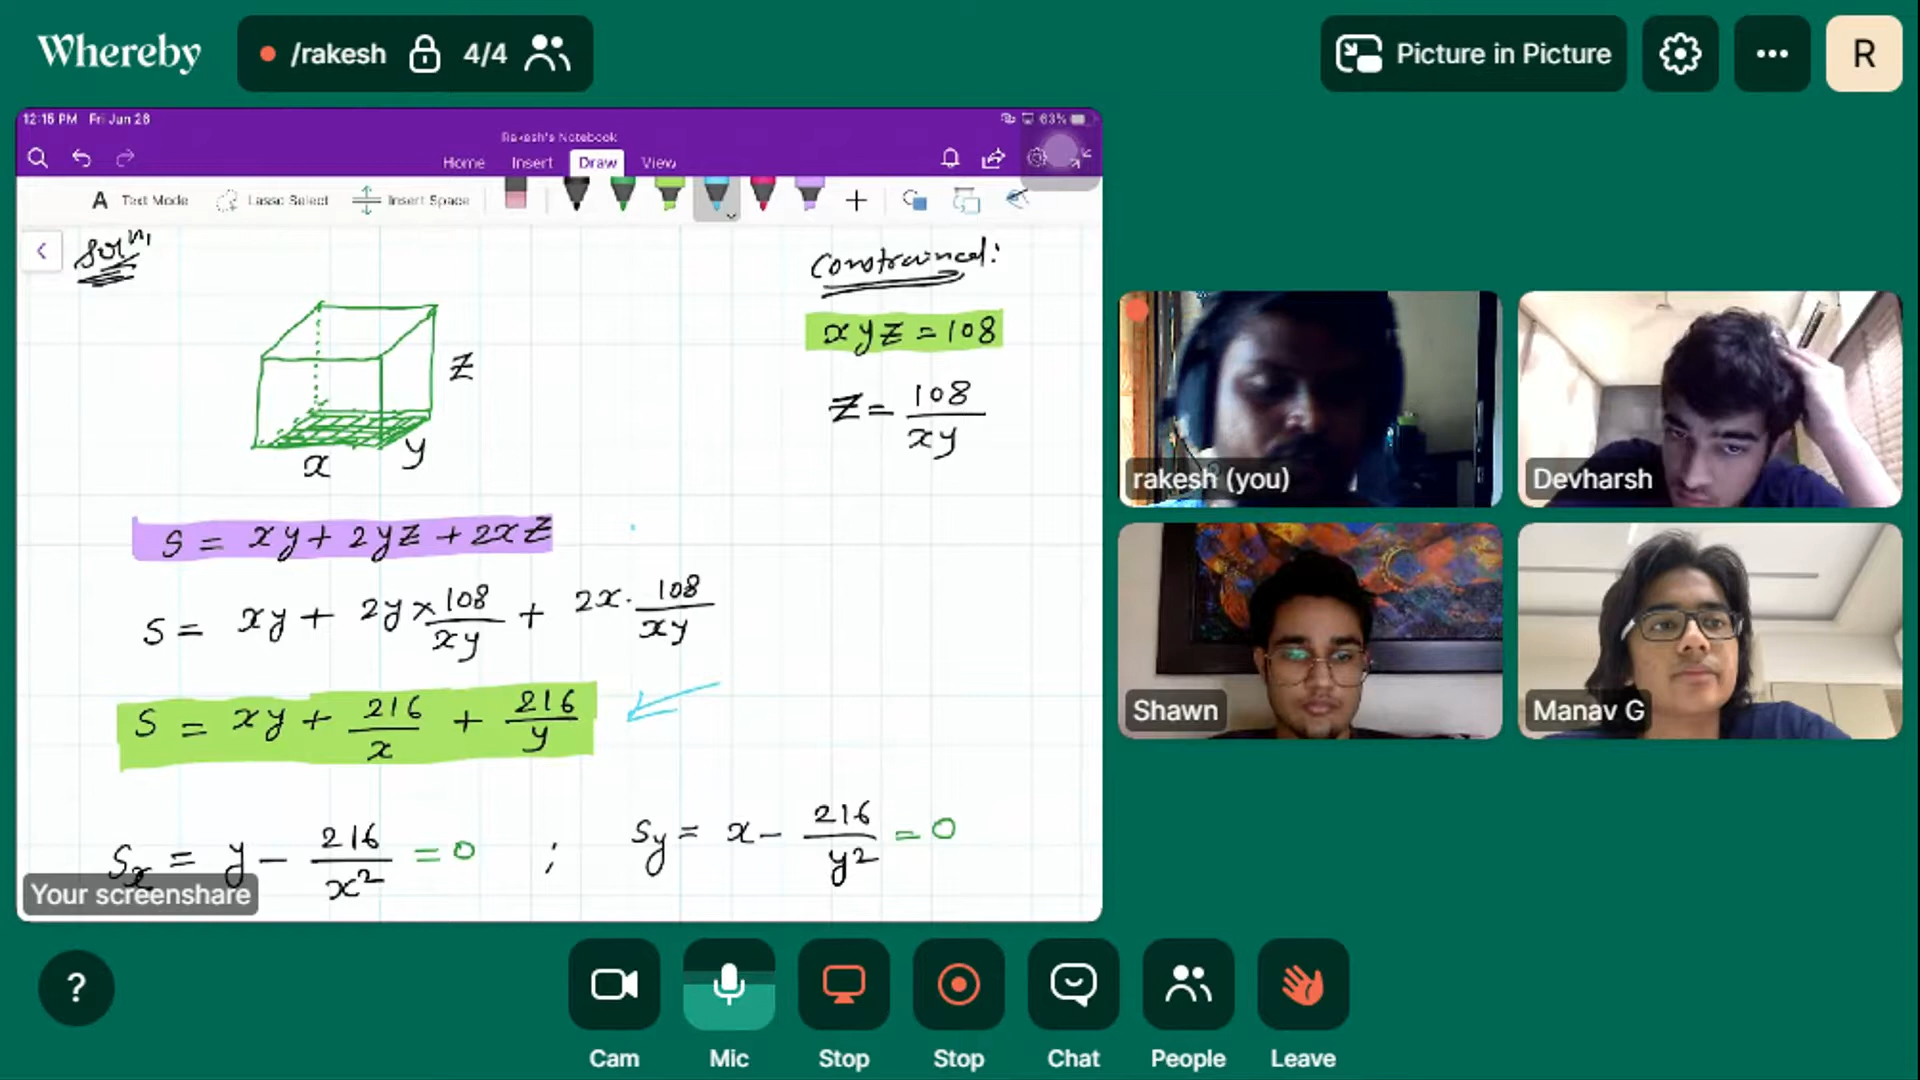 Whereby
/rakesh 4/4
Picture in Picture
R
12:15 PM Fri Jun 28
63%
Rakesh's Notebook
Home Insert Draw View
A Text Mode Lasso Select Insert Space
Solⁿ,
Constrained:
xyz = 108
z = 108/xy
z
y
x
S = xy + 2yz + 2xz
S = xy + 2y × 108/xy + 2x · 108/xy
S = xy + 216/x + 216/y
Sx = y - 216/x² = 0 ; Sy = x - 216/y² = 0
Your screenshare
rakesh (you)
Devharsh
Shawn
Manav G
?
Cam
Mic
Stop
Stop
Chat
People
Leave